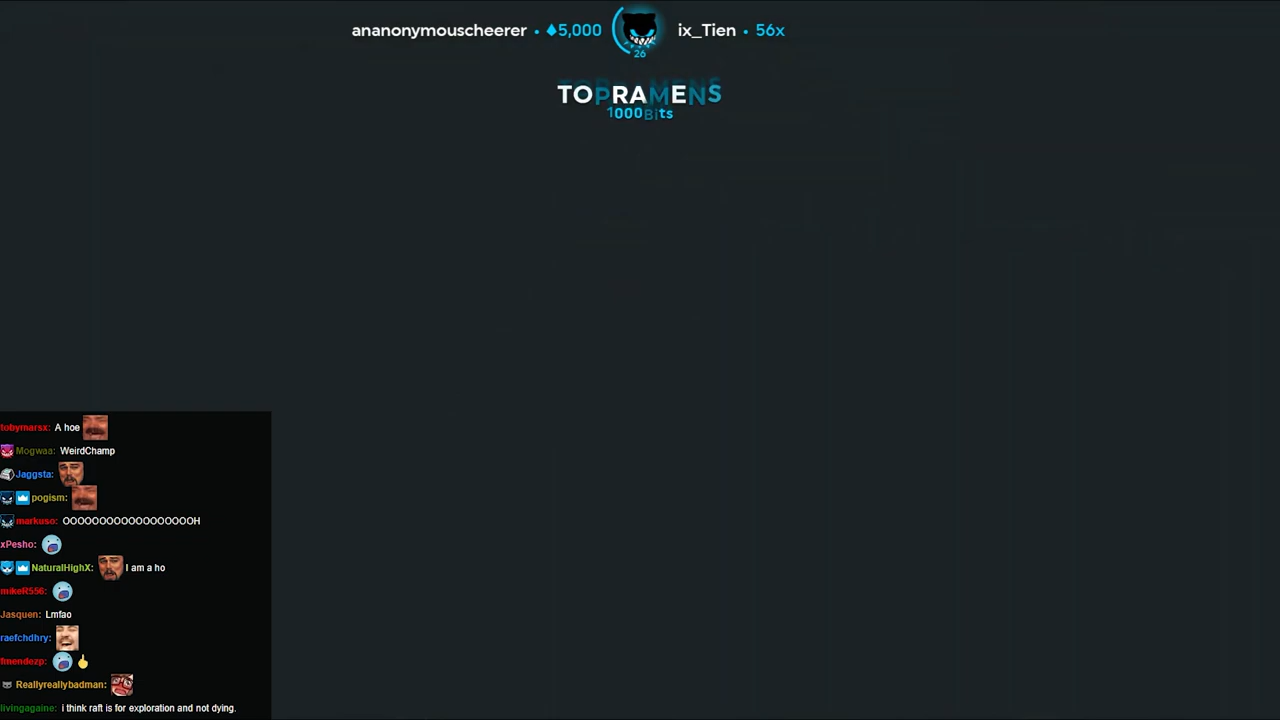 ananonymouscheerer • 5,000
26
ix_Tien • 56x
TOPRAMENS
1000Bits
tobymarsx: A hoe
Mogwaa: WeirdChamp
Jaggsta:
pogism:
markuso: OOOOOOOOOOOOOOOOOOH
xPesho:
NaturalHighX: I am a ho
mikeR556:
Jasquen: Lmfao
raefchdhry:
fmendezp:
Reallyreallybadman:
livingagaine: i think raft is for exploration and not dying.